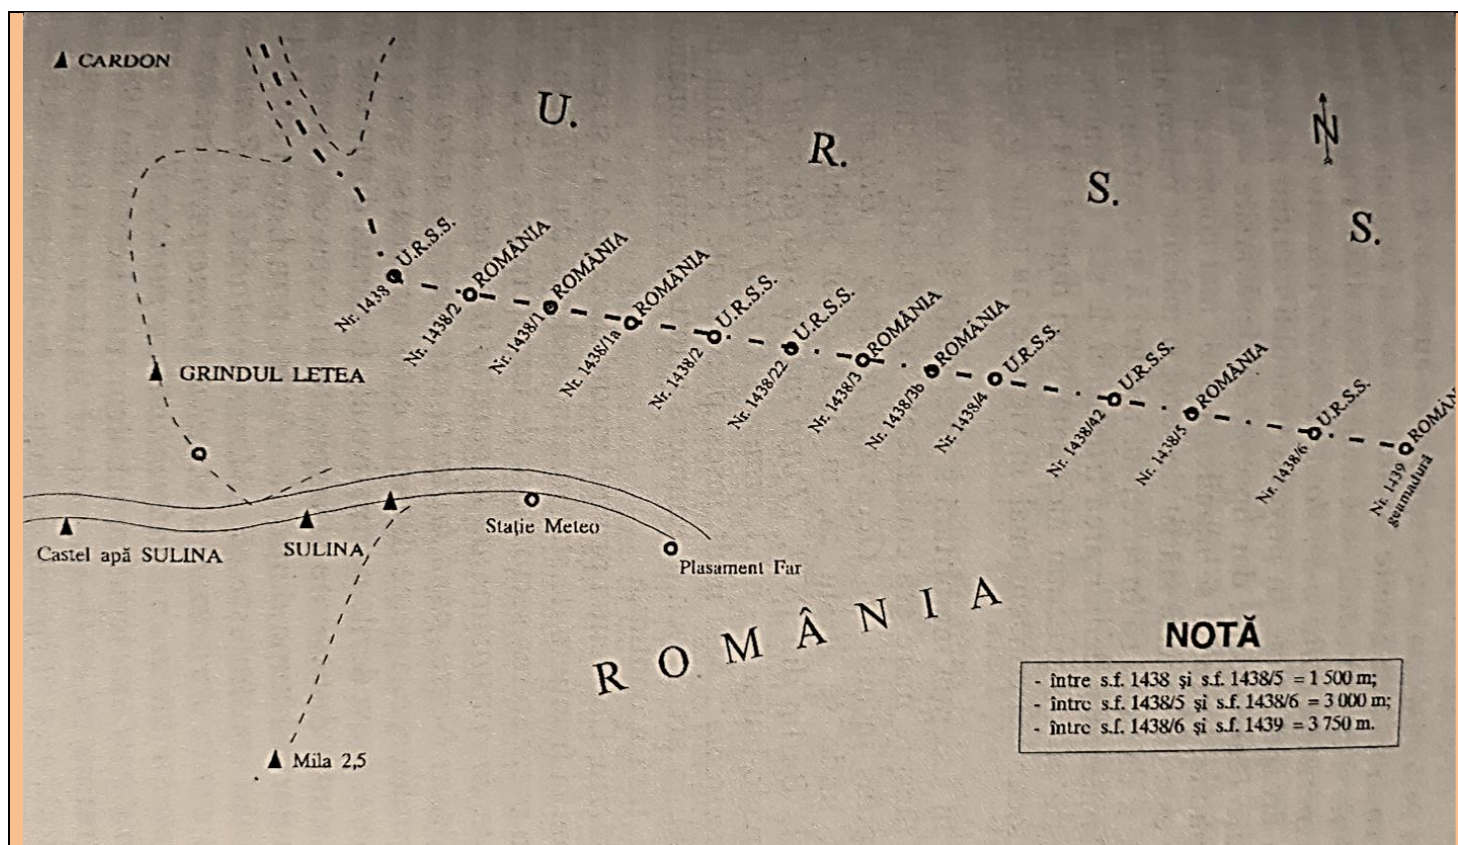 CARDON
U.
R.
S.
S.
N
U.R.S.S.
Nr. 1438
ROMÂNIA
Nr. 1438/2
ROMÂNIA
Nr. 1438/1
ROMÂNIA
Nr. 1438/1a
U.R.S.S.
Nr. 1438/2
U.R.S.S.
Nr. 1438/22
ROMÂNIA
Nr. 1438/3
ROMÂNIA
Nr. 1438/3b
U.R.S.S.
Nr. 1438/4
U.R.S.S.
Nr. 1438/42
ROMÂNIA
Nr. 1438/5
U.R.S.S.
Nr. 1438/6
ROMÂN
Nr. 1439
geamadură
GRINDUL LETEA
Castel apă SULINA
SULINA
Stație Meteo
Plasament Far
ROMÂNIA
Mila 2,5
NOTĂ
- între s.f. 1438 și s.f. 1438/5 = 1 500 m;
- între s.f. 1438/5 și s.f. 1438/6 = 3 000 m;
- între s.f. 1438/6 și s.f. 1439 = 3 750 m.